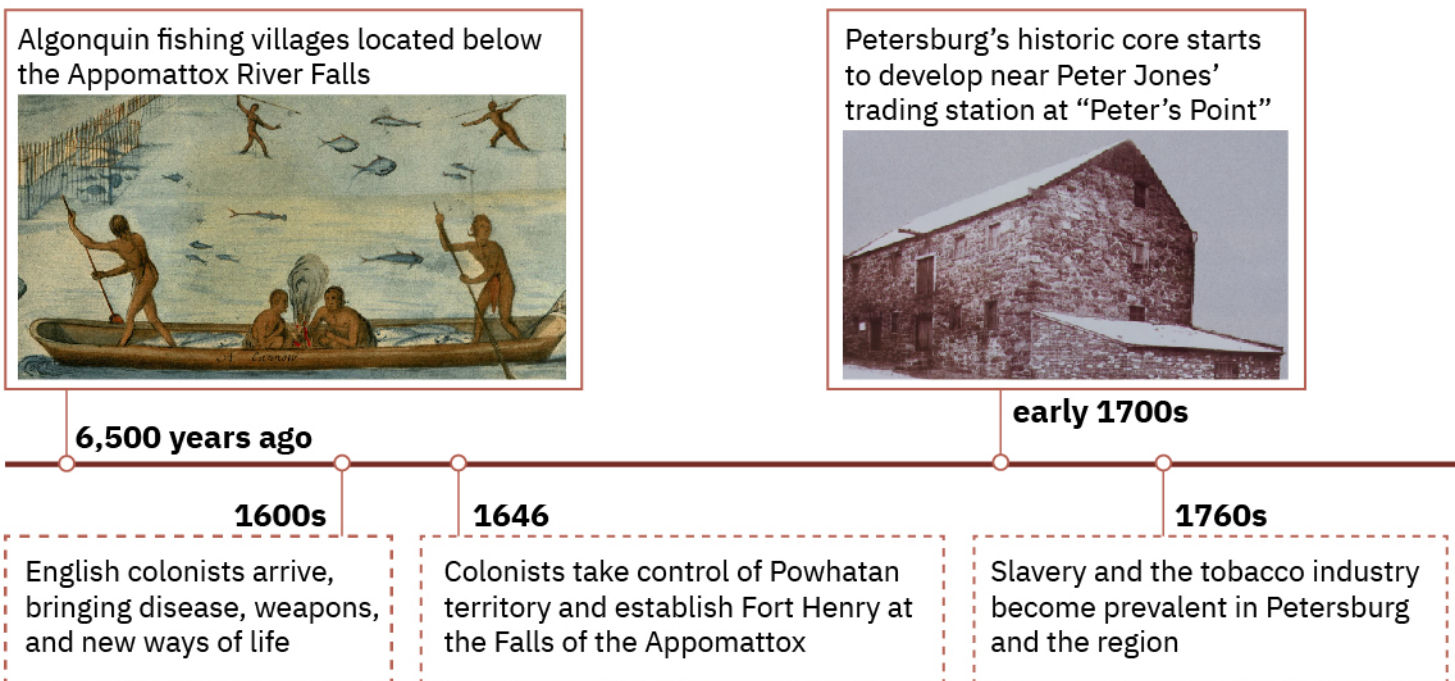 Algonquin fishing villages located below
the Appomattox River Falls
A Cannow
6,500 years ago
1600s
English colonists arrive,
bringing disease, weapons,
and new ways of life
1646
Colonists take control of Powhatan
territory and establish Fort Henry at
the Falls of the Appomattox
Petersburg’s historic core starts
to develop near Peter Jones’
trading station at “Peter’s Point”
early 1700s
1760s
Slavery and the tobacco industry
become prevalent in Petersburg
and the region